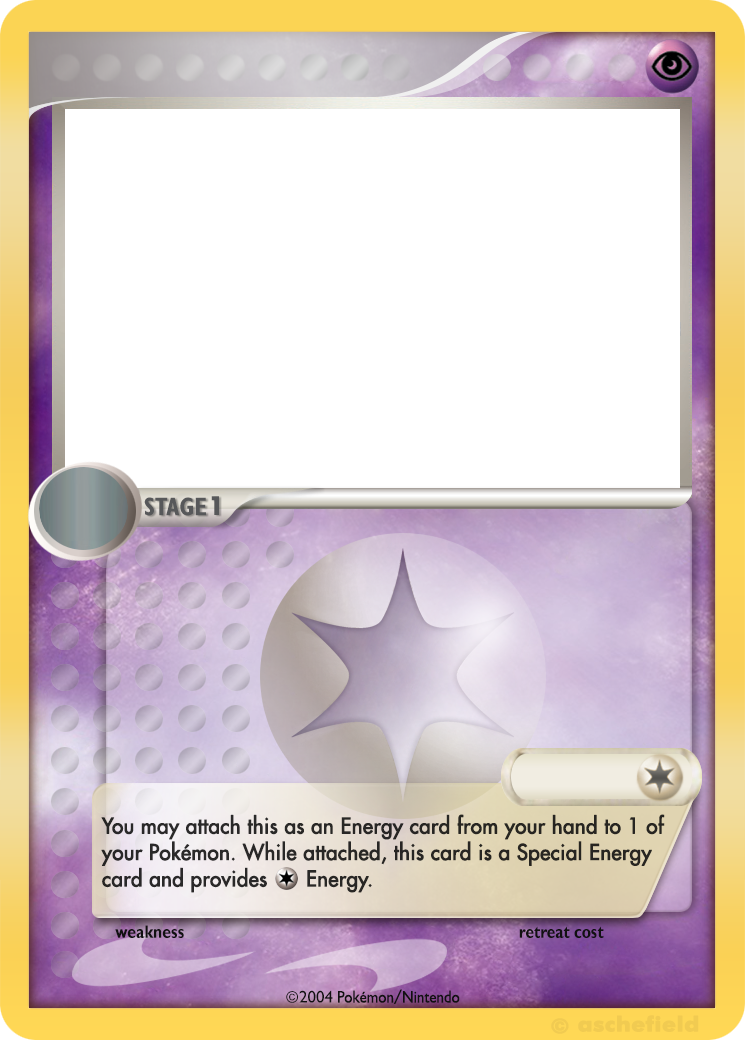 STAGE 1
You may attach this as an Energy card from your hand to 1 of
your Pokémon. While attached, this card is a Special Energy
card and provides Energy.
weakness
retreat cost
©2004 Pokémon/Nintendo
© aschefield